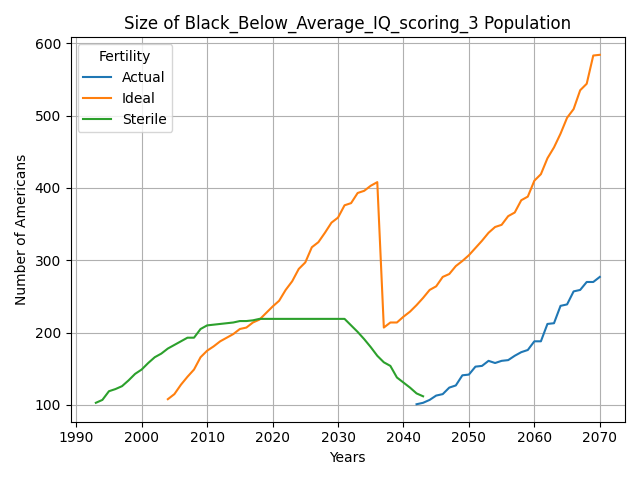 Size of Black_Below_Average_IQ_scoring_3 Population
Fertility
Actual
Ideal
Sterile
Number of Americans
600
500
400
300
200
100
1990
2000
2010
2020
2030
2040
2050
2060
2070
Years